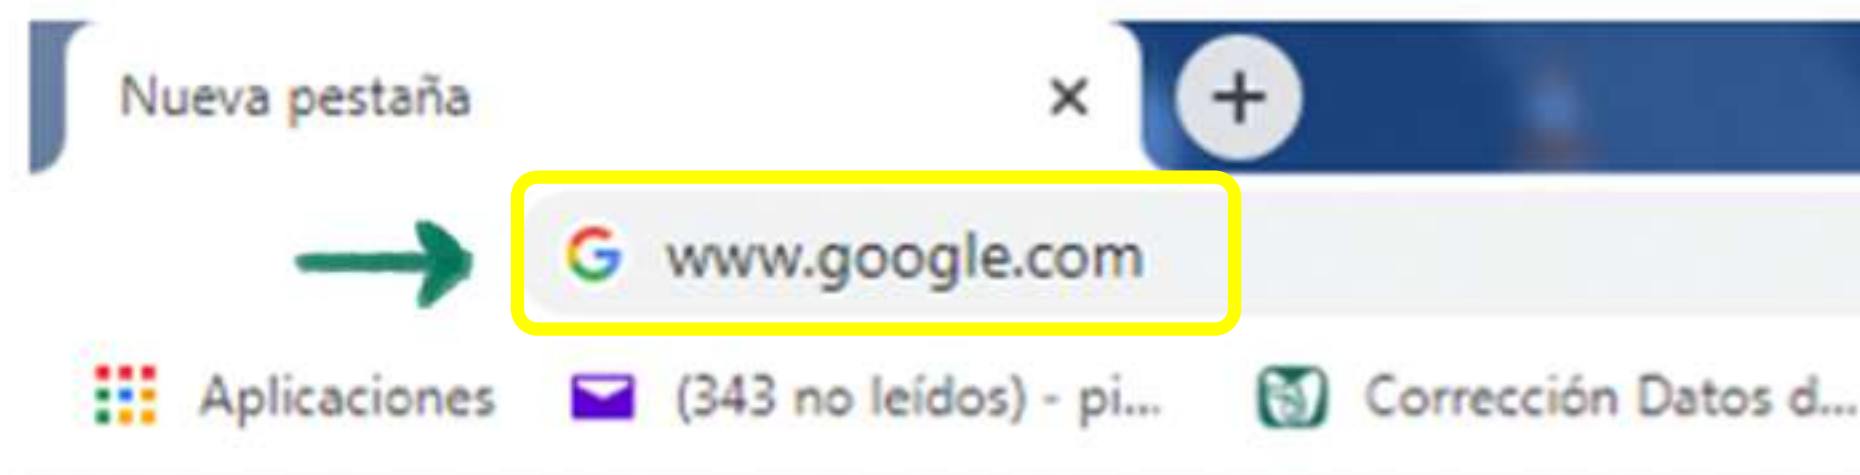 Nueva pestaña
www.google.com
Aplicaciones (343 no leídos) - pi... Corrección Datos d...